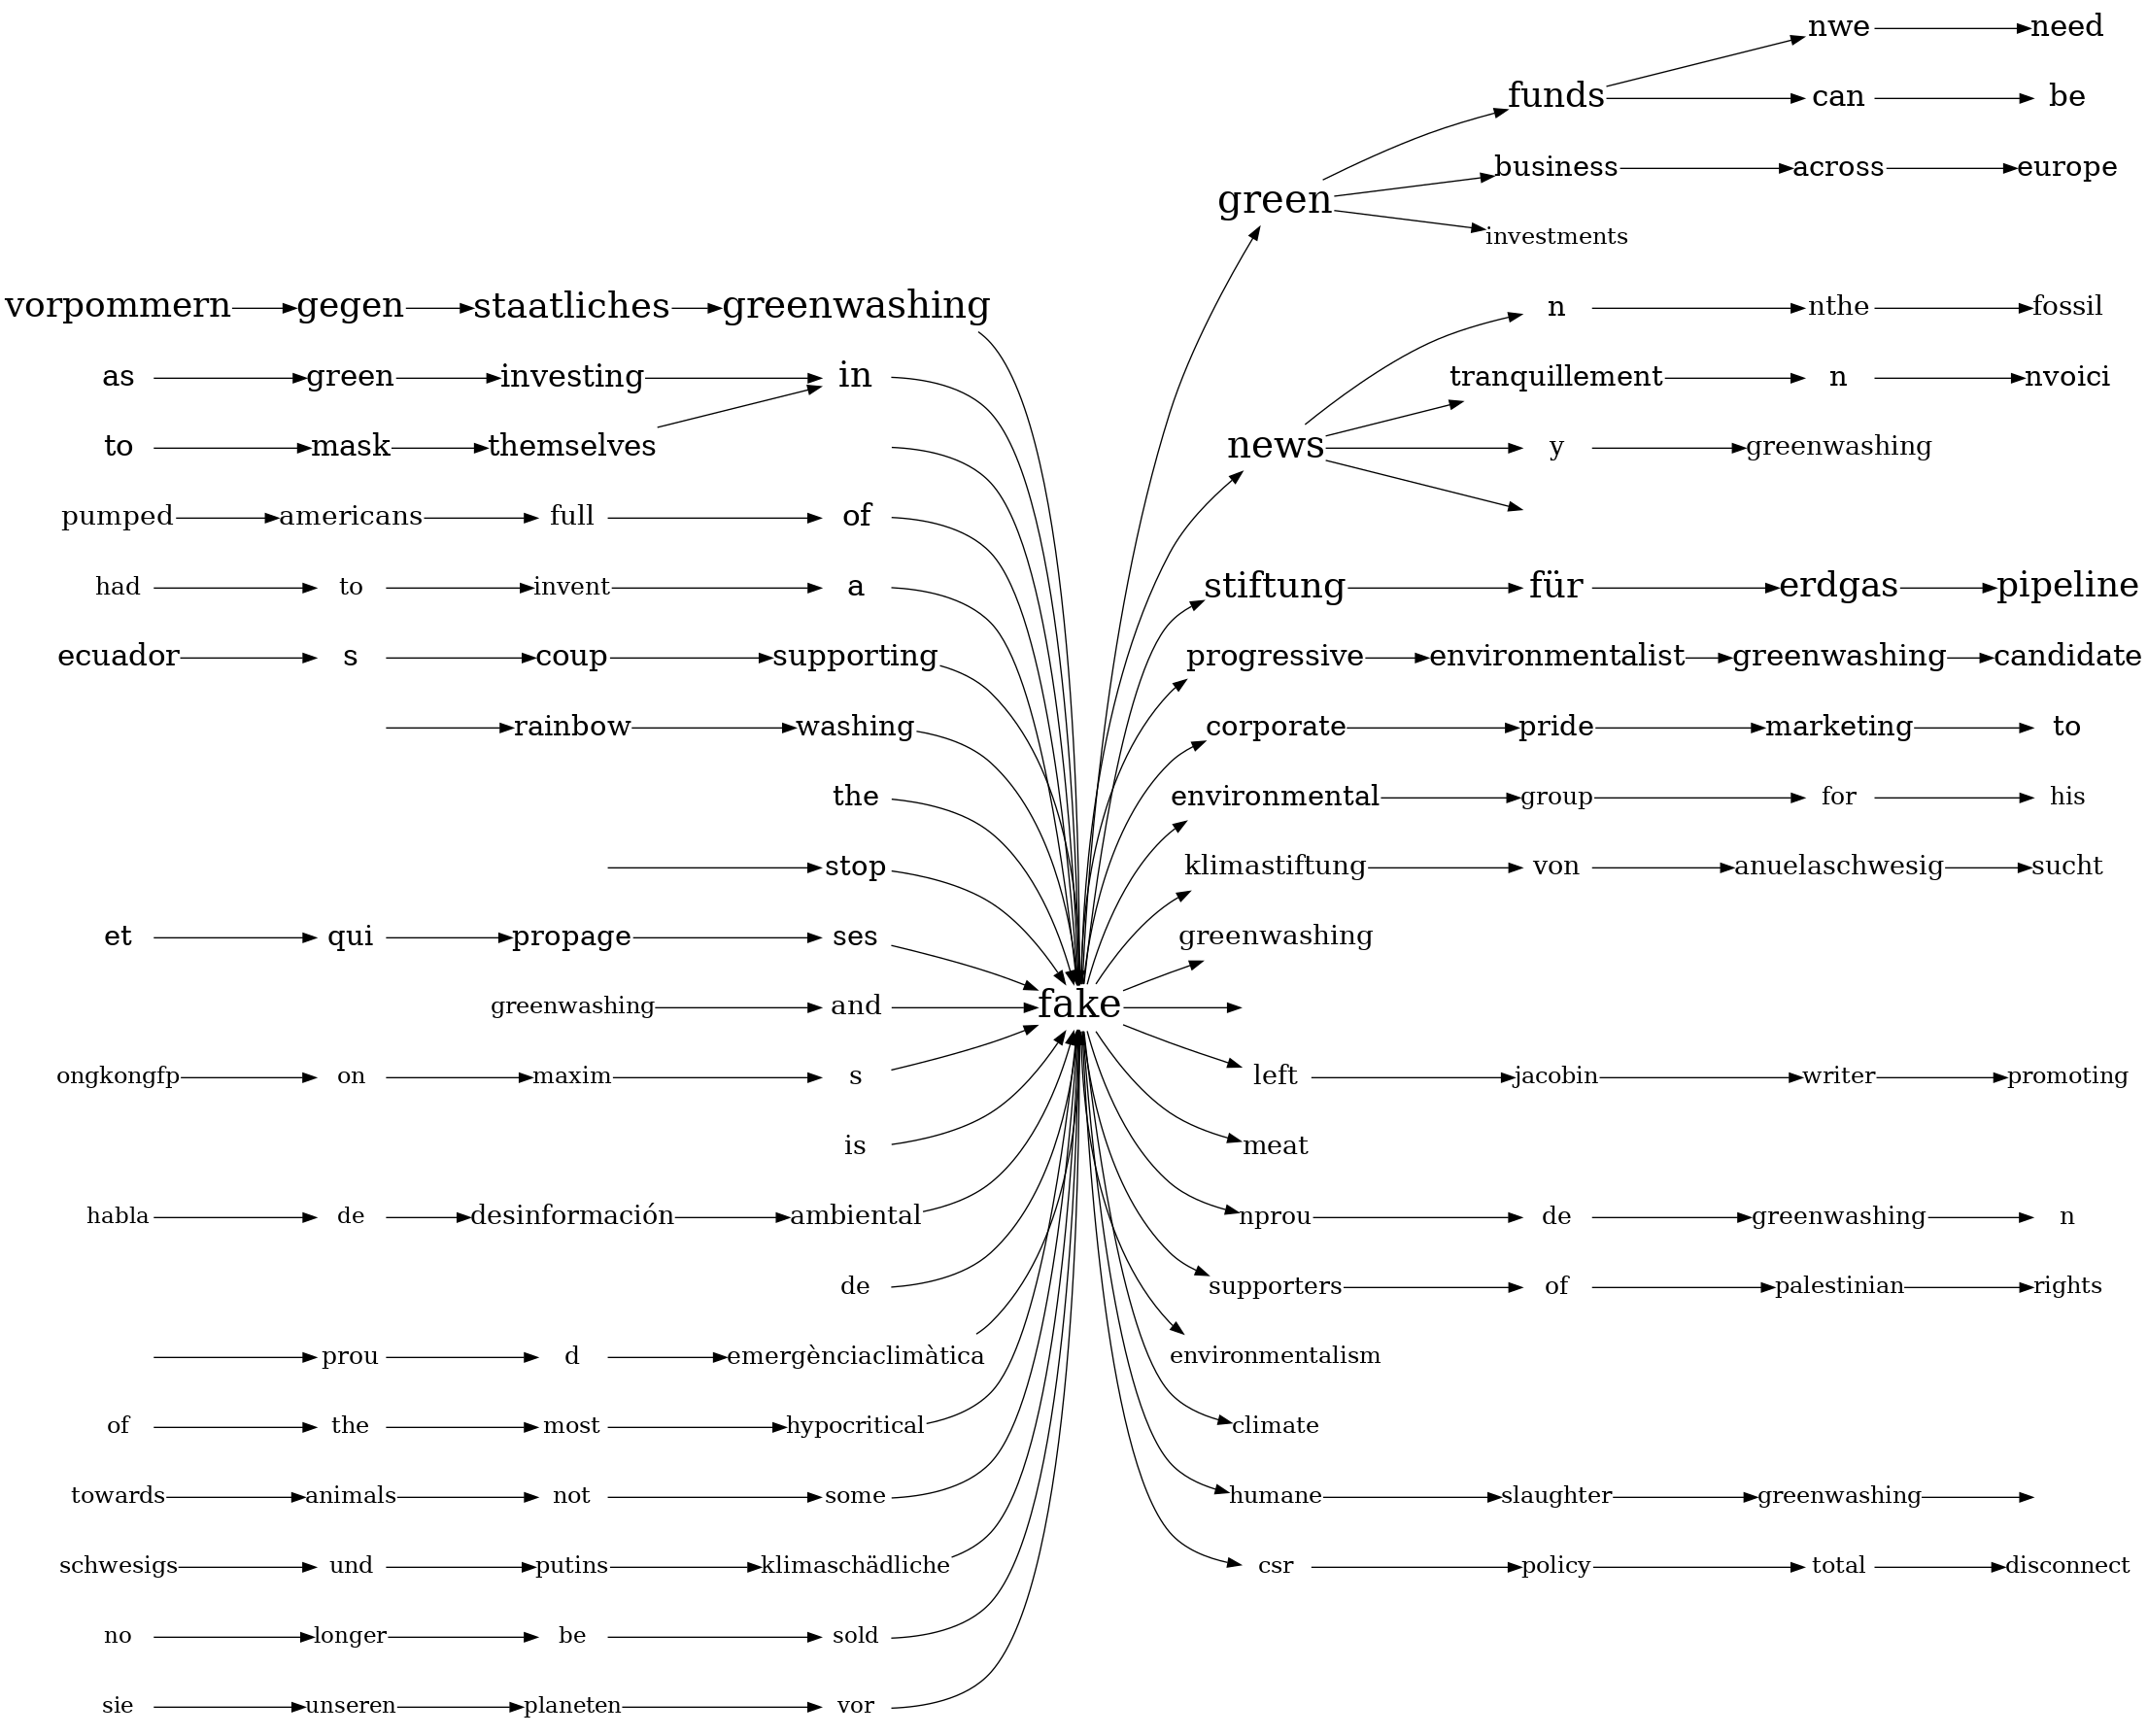 nwe need
funds can be
business across europe
green
investments
vorpommern gegen staatliches greenwashing
n nthe fossil
as green investing in
tranquillement n nvoici
to mask themselves
news y greenwashing
pumped americans full of
had to invent a
stiftung für erdgas pipeline
ecuador s coup supporting
progressive environmentalist greenwashing candidate
rainbow washing
corporate pride marketing to
the
environmental group for his
stop
klimastiftung von anuelaschwesig sucht
et qui propage ses
greenwashing
greenwashing and fake
ongkongfp on maxim s
left jacobin writer promoting
is
meat
habla de desinformación ambiental
nprou de greenwashing n
de
supporters of palestinian rights
prou d emergènciaclimàtica
environmentalism
of the most hypocritical
climate
towards animals not some
humane slaughter greenwashing
schwesigs und putins klimaschädliche
csr policy total disconnect
no longer be sold
sie unseren planeten vor